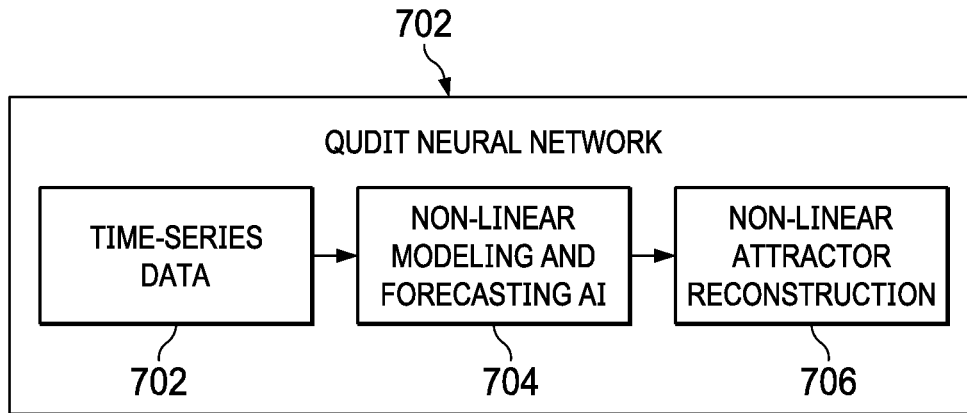 702
QUDIT NEURAL NETWORK
TIME-SERIES
DATA
NON-LINEAR
MODELING AND
FORECASTING AI
NON-LINEAR
ATTRACTOR
RECONSTRUCTION
702
704
706